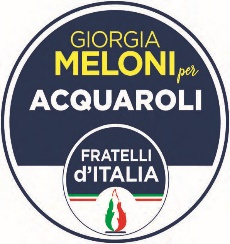 GIORGIA
MELONI per
ACQUAROLI
FRATELLI
d'ITALIA